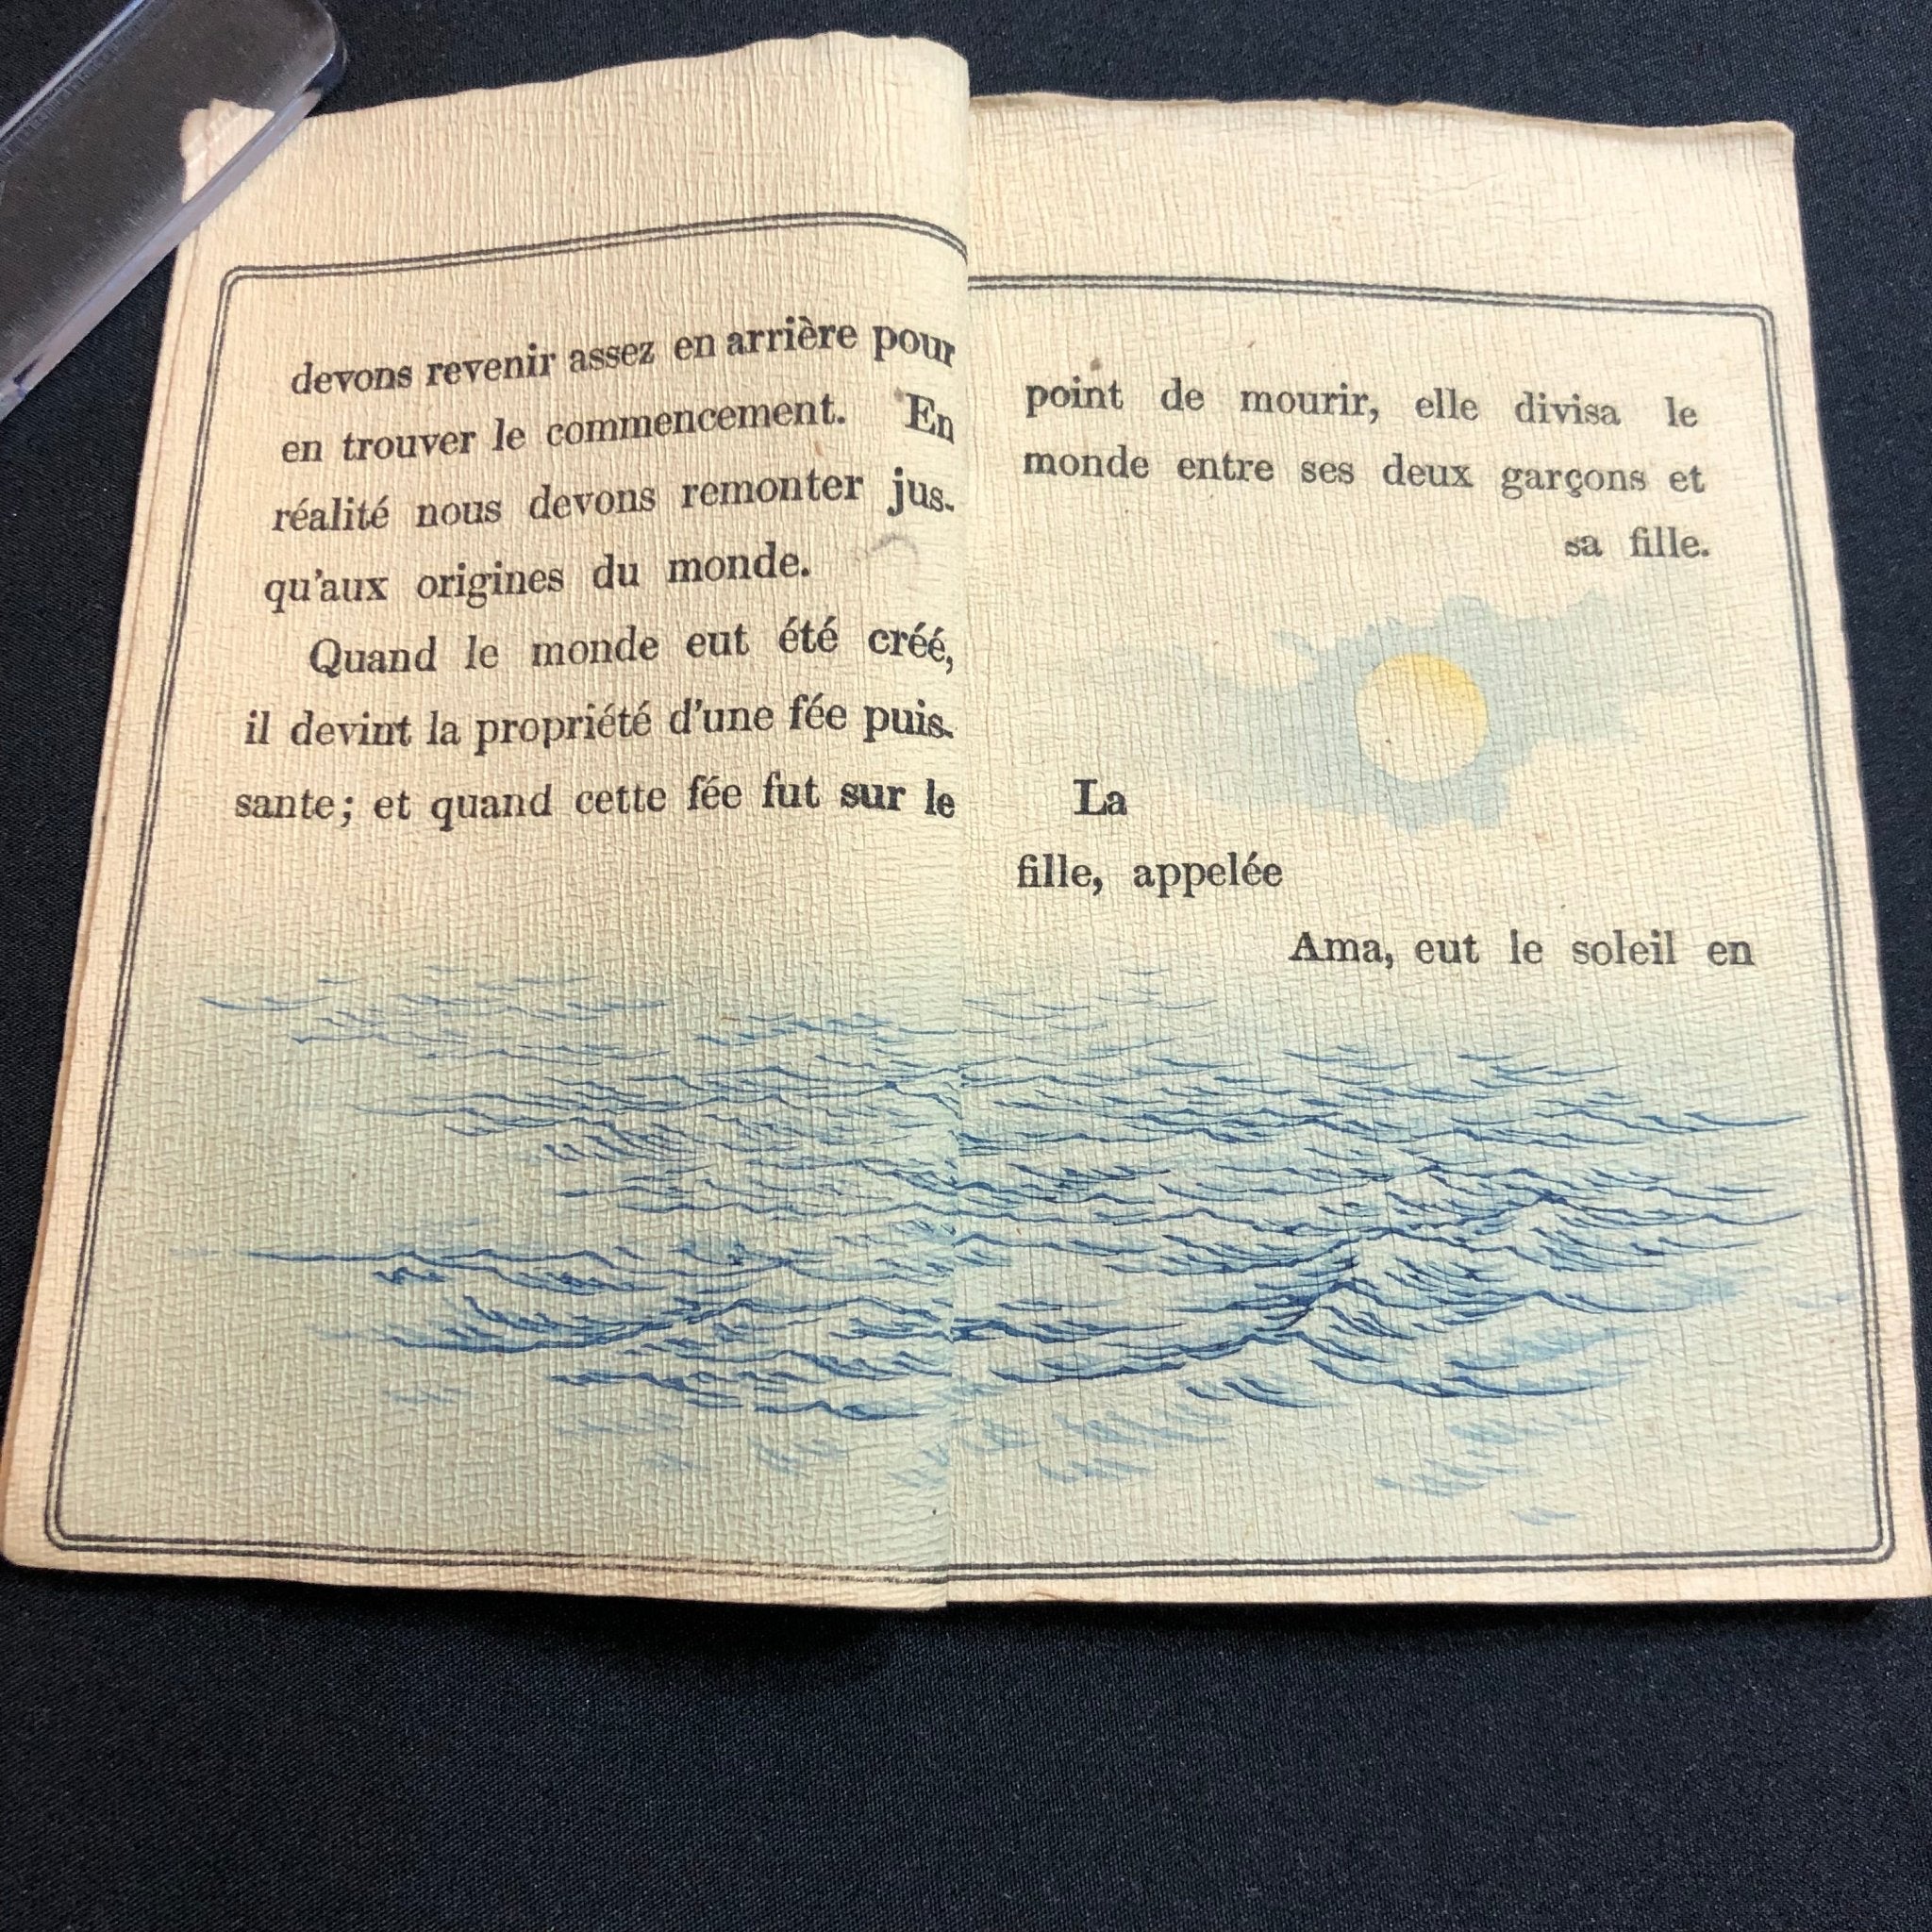 devons revenir assez en arrière pour
en trouver le commencement. En
réalité nous devons remonter jus-
qu'aux origines du monde.
Quand le monde eut été créé,
il devint la propriété d'une fée puis-
sante; et quand cette fée fut sur le
point de mourir, elle divisa le
monde entre ses deux garçons et
sa fille.
La
fille, appelée
Ama, eut le soleil en